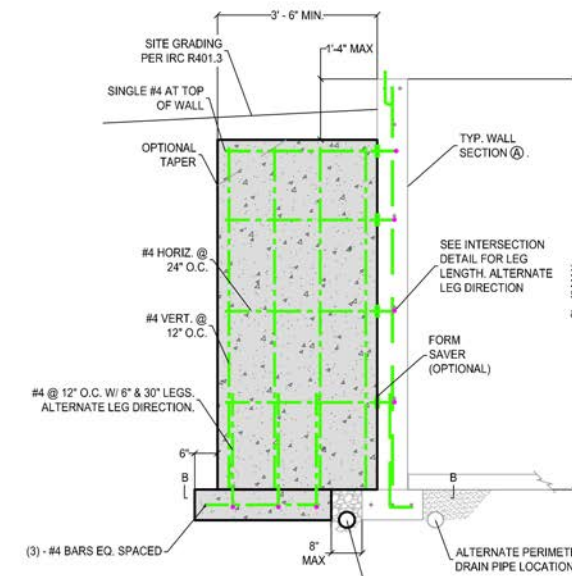 3' - 6" MIN.
SITE GRADING
PER IRC R401.3
1'-4" MAX
SINGLE #4 AT TOP
OF WALL
OPTIONAL
TAPER
TYP. WALL
SECTION Ⓐ.
#4 HORIZ. @
24" O.C.
SEE INTERSECTION
DETAIL FOR LEG
LENGTH. ALTERNATE
LEG DIRECTION
#4 VERT. @
12" O.C.
FORM
SAVER
(OPTIONAL)
#4 @ 12" O.C. W/ 6" & 30" LEGS.
ALTERNATE LEG DIRECTION.
6"
B
B
(3) - #4 BARS EQ. SPACED
8"
MAX
ALTERNATE PERIMET
DRAIN PIPE LOCATION